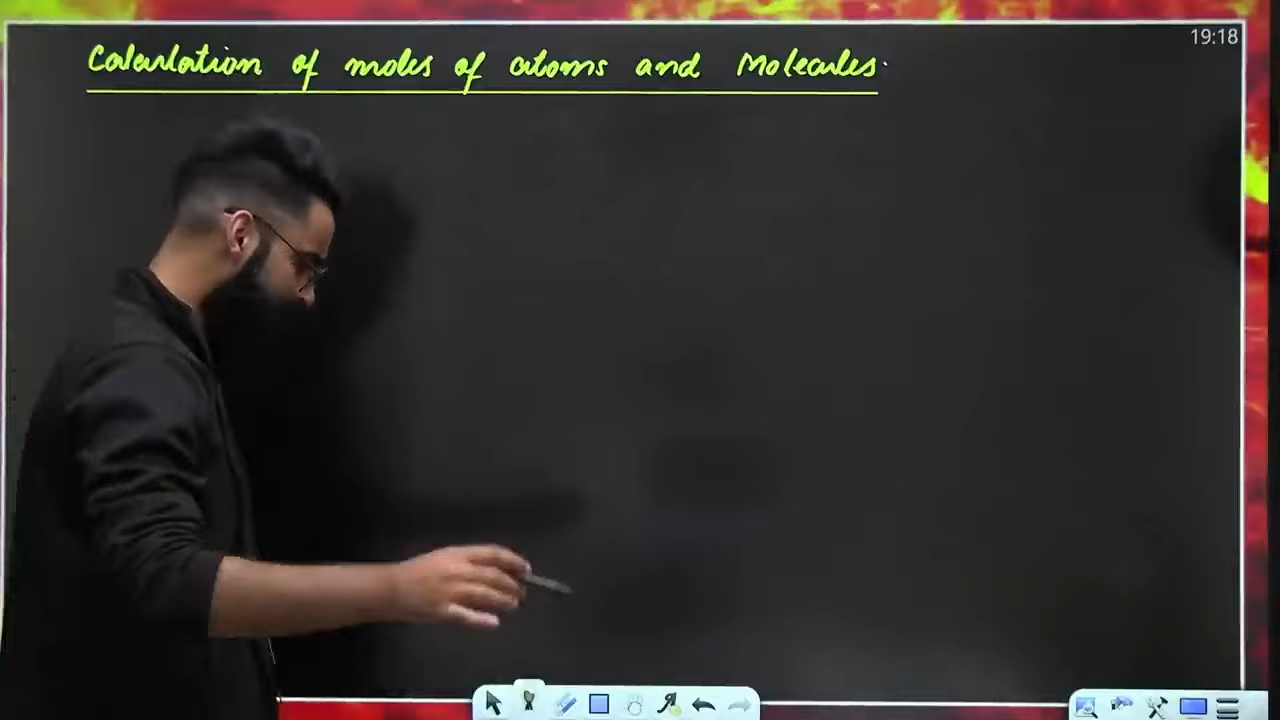 19:18
Calculation of moles of atoms and Molecules.